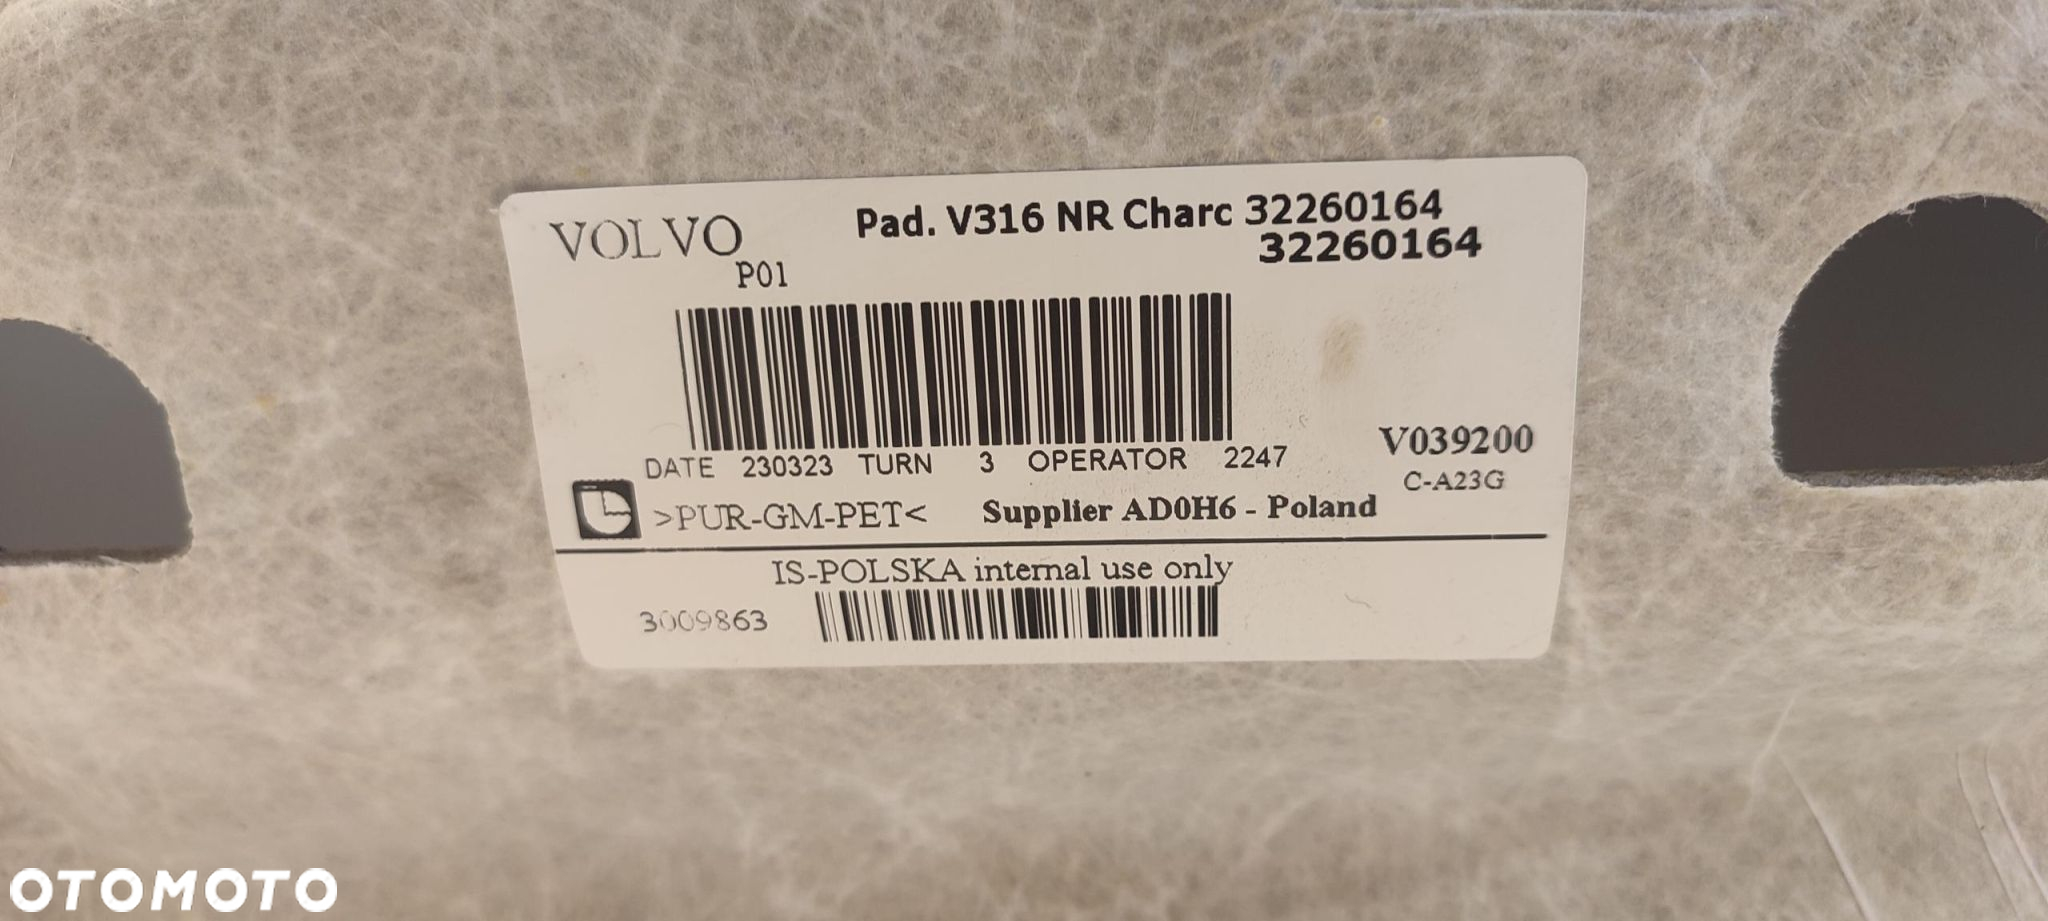 VOLVO
Pad. V316 NR Charc 32260164
32260164
P01
DATE 230323 TURN 3 OPERATOR 2247
V039200
C-A23G
>PUR-GM-PET<
Supplier AD0H6 - Poland
IS-POLSKA internal use only
3009863
OTOMOTO